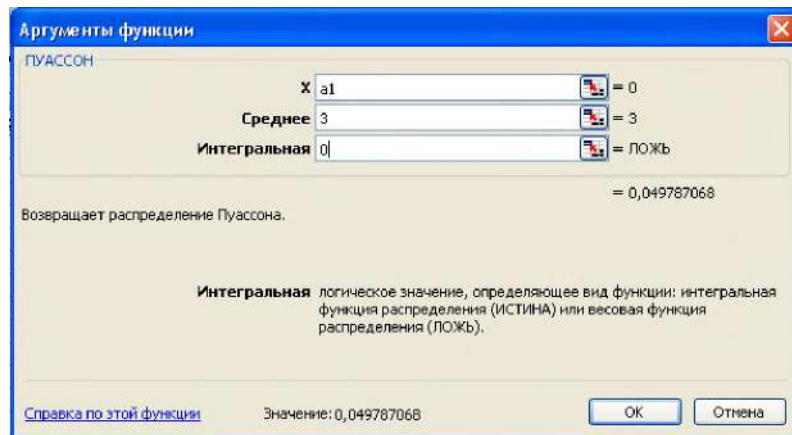 Аргументы функции
ПУАССОН
X a1 = 0
Среднее 3 = 3
Интегральная 0 = ЛОЖЬ
= 0,049787068
Возвращает распределение Пуассона.
Интегральная логическое значение, определяющее вид функции: интегральная
функция распределения (ИСТИНА) или весовая функция
распределения (ЛОЖЬ).
Справка по этой функции Значение: 0,049787068 ОК Отмена